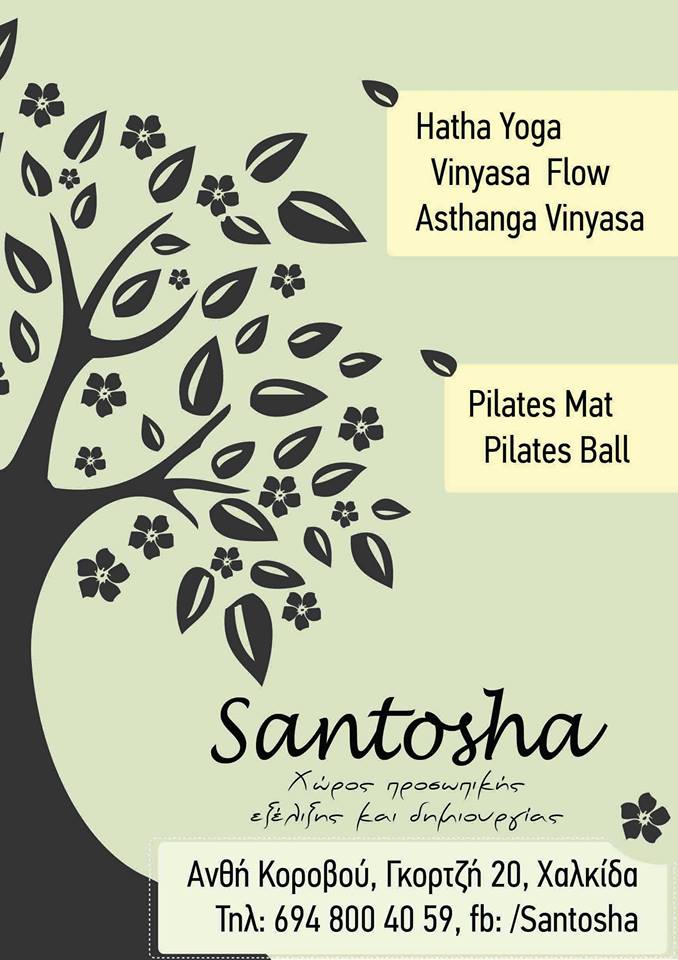 Hatha Yoga
Vinyasa Flow
Asthanga Vinyasa
Pilates Mat
Pilates Ball
Santosha
Χώρος προσωπικής
εξέλιξης και δημιουργίας
Ανθή Κοροβού, Γκορτζή 20, Χαλκίδα
Τηλ: 694 800 40 59, fb: /Santosha